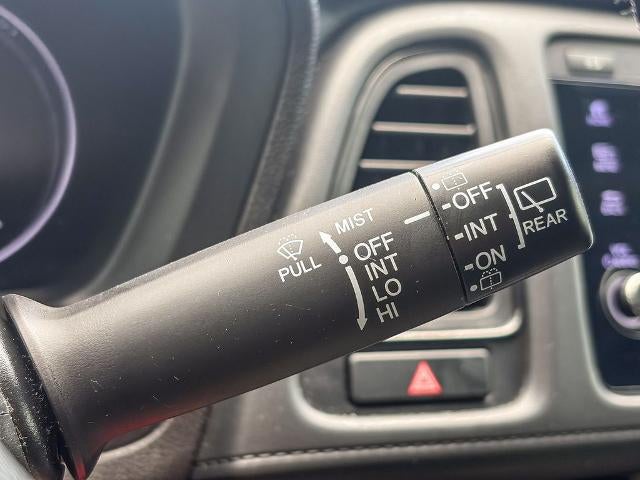 MIST
OFF
INT
LO
HI
PULL
OFF
INT
ON
REAR